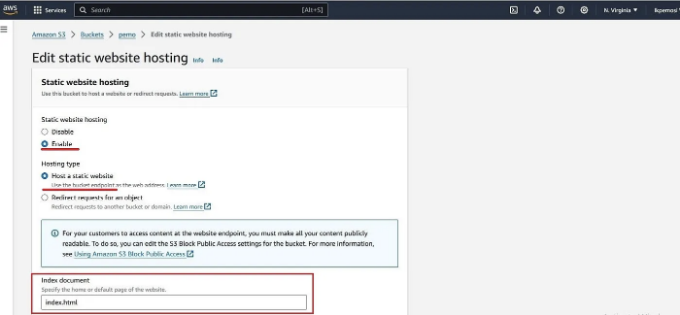 aws Services Search [Alt+S] N. Virginia
Amazon S3 > Buckets > pemo > Edit static website hosting
Edit static website hosting Info Info
Static website hosting
Use this bucket to host a website or redirect requests. Learn more
Static website hosting
Disable
Enable
Hosting type
Host a static website
Use the bucket endpoint as the web address. Learn more
Redirect requests for an object
Redirect requests to another bucket or domain. Learn more
For your customers to access content at the website endpoint, you must make all your content publicly
readable. To do so, you can edit the S3 Block Public Access settings for the bucket. For more information,
see Using Amazon S3 Block Public Access
Index document
Specify the home or default page of the website.
index.html